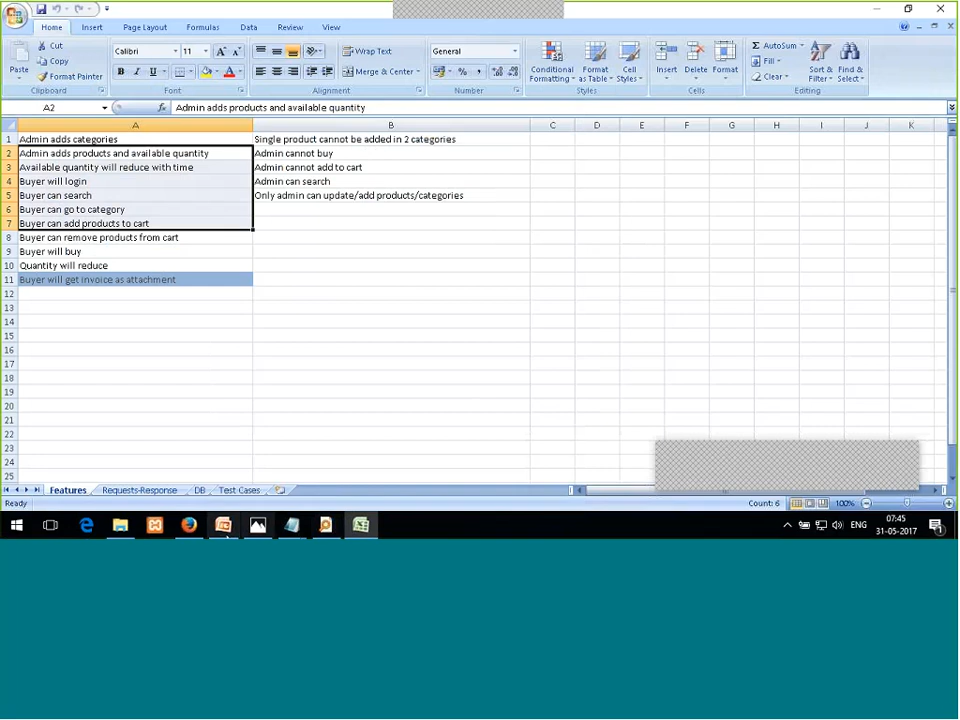 Home Insert Page Layout Formulas Data Review View
Paste
Cut
Copy
Format Painter
Clipboard
Calibri 11
B I U A
Font
Wrap Text
Merge & Center
Alignment
General
% ,
Number
Conditional Formatting
Format as Table
Cell Styles
Styles
Insert Delete Format
Cells
AutoSum
Fill
Clear
Sort & Filter
Find & Select
Editing
A2 fx Admin adds products and available quantity
A B C D E F G H I J K
1 Admin adds categories Single product cannot be added in 2 categories
2 Admin adds products and available quantity Admin cannot buy
3 Available quantity will reduce with time Admin cannot add to cart
4 Buyer will login Admin can search
5 Buyer can search Only admin can update/add products/categories
6 Buyer can go to category
7 Buyer can add products to cart
8 Buyer can remove products from cart
9 Buyer will buy
10 Quantity will reduce
11 Buyer will get invoice as attachment
12
13
14
15
16
17
18
19
20
21
22
23
24
25
Features Requests-Response DB Test Cases
Ready Count: 6 100%
ENG 07:45
31-05-2017
1